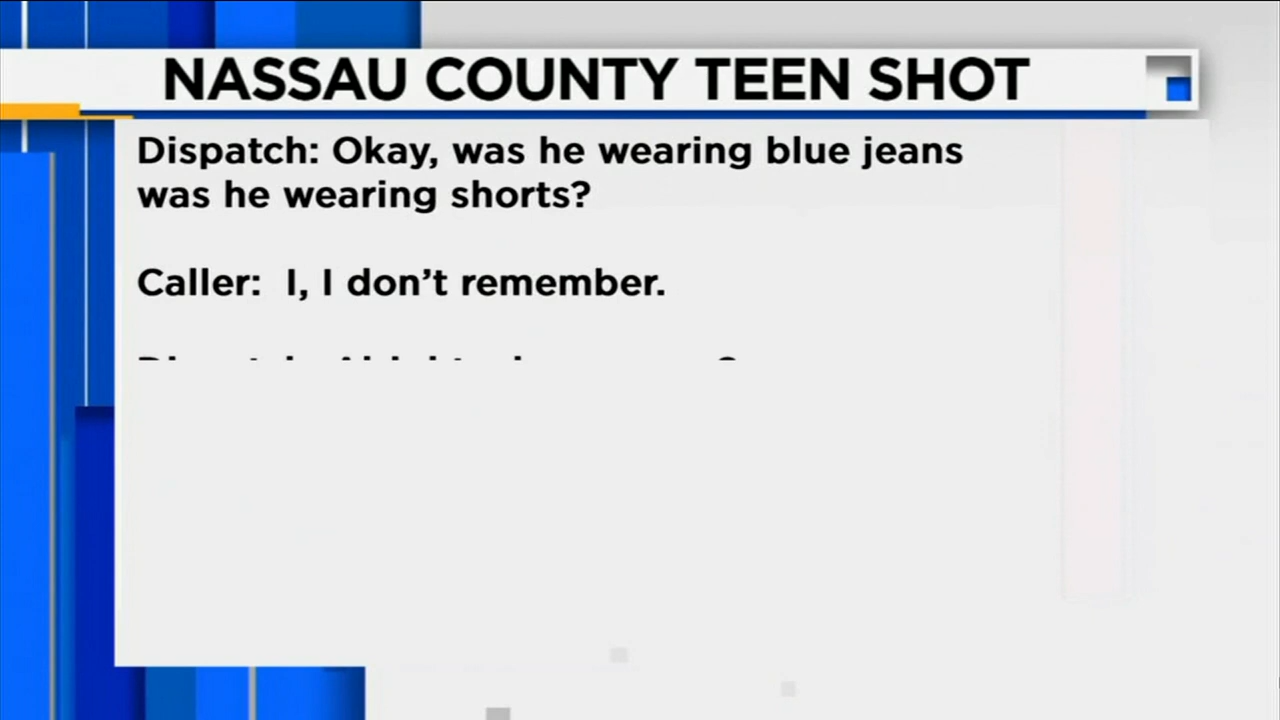 NASSAU COUNTY TEEN SHOT
Dispatch: Okay, was he wearing blue jeans
was he wearing shorts?
Caller:  I, I don’t remember.